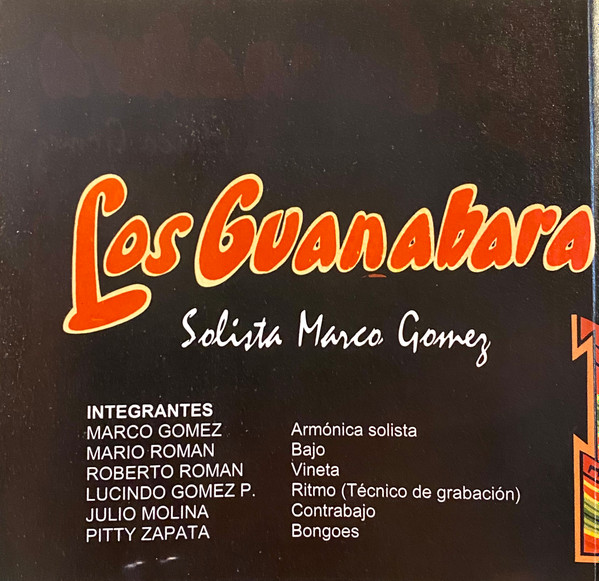 Los Guanabara
Solista Marco Gomez
INTEGRANTES
MARCO GOMEZ Armónica solista
MARIO ROMAN Bajo
ROBERTO ROMAN Vineta
LUCINDO GOMEZ P. Ritmo (Técnico de grabación)
JULIO MOLINA Contrabajo
PITTY ZAPATA Bongoes